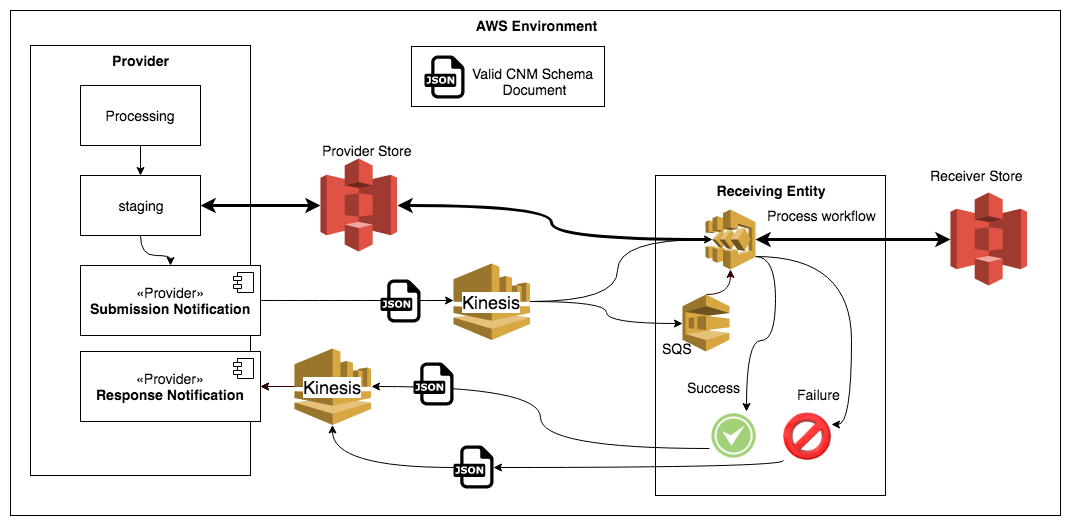 AWS Environment
Provider
JSON
Valid CNM Schema
Document
Processing
Provider Store
staging
Receiving Entity
Receiver Store
Process workflow
«Provider»
Submission Notification
JSON
Kinesis
SQS
«Provider»
Response Notification
Kinesis
JSON
Success
Failure
JSON